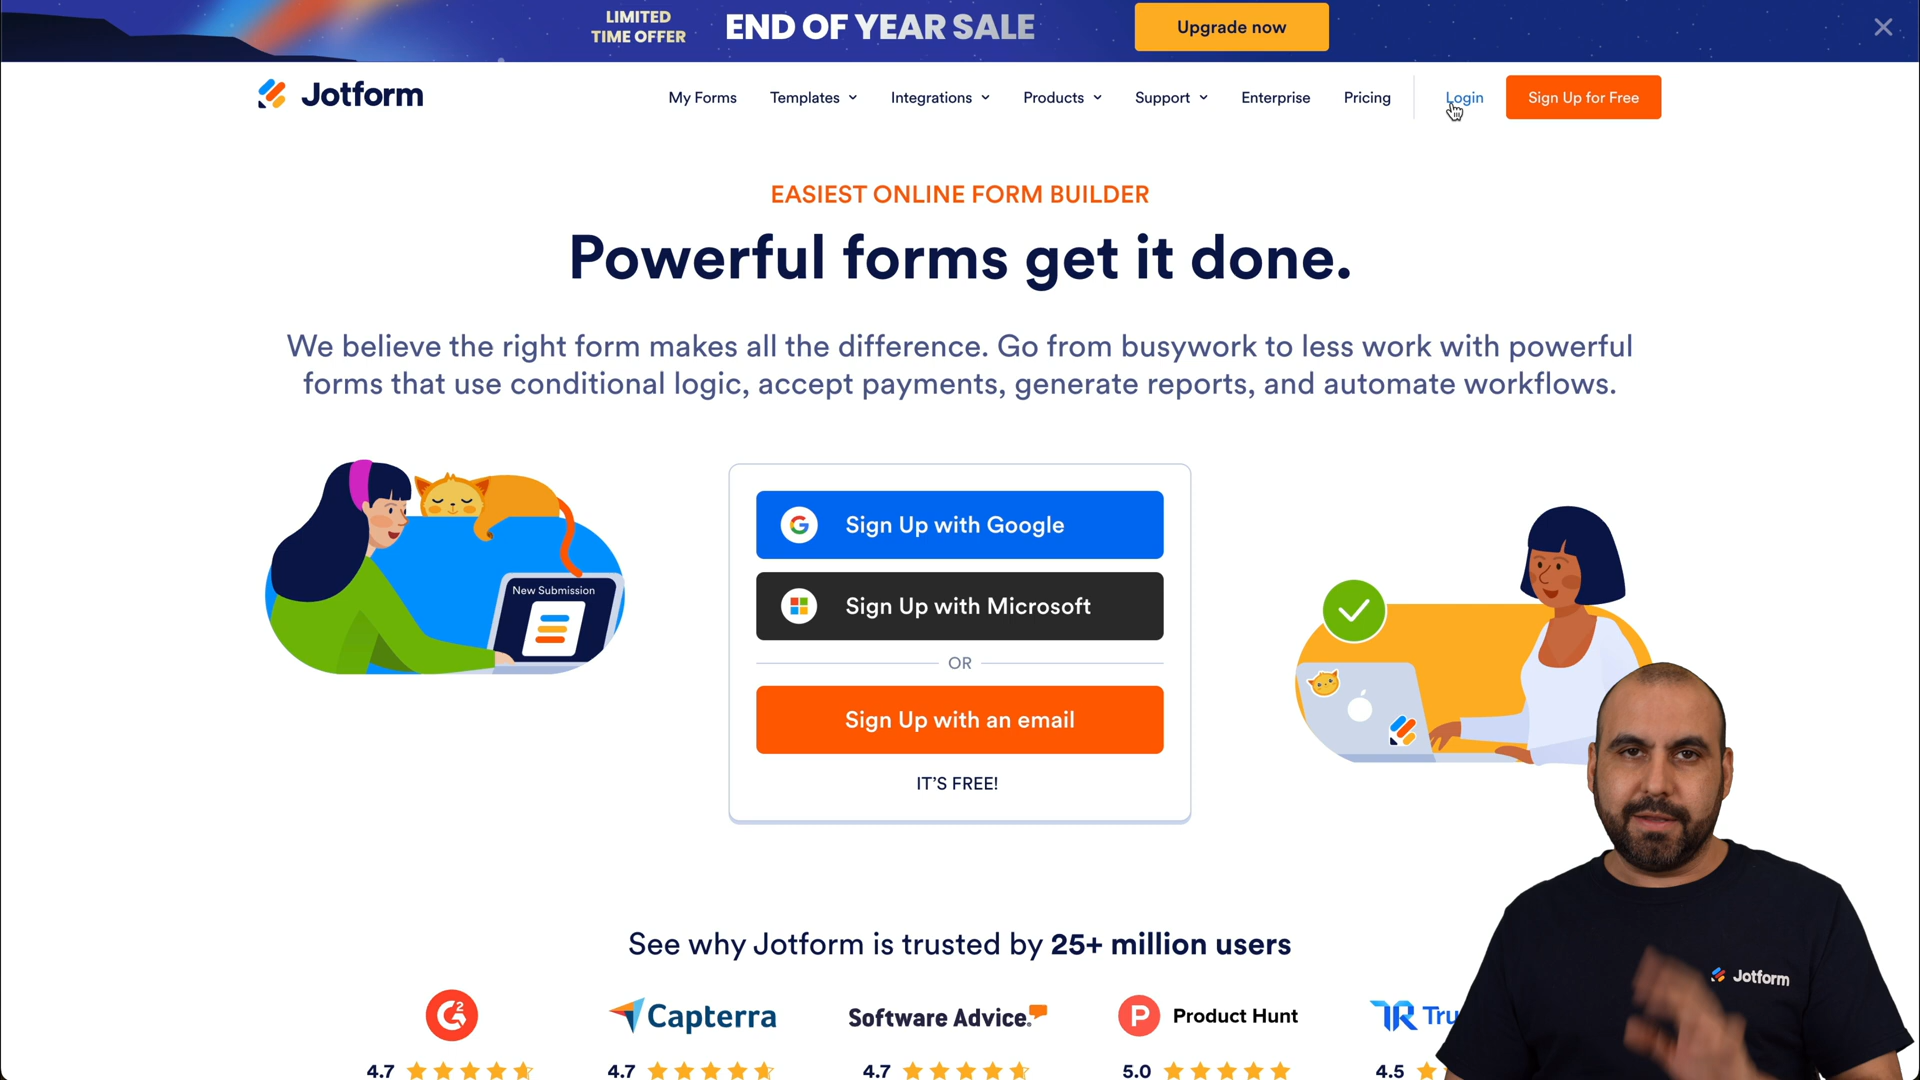 LIMITED
TIME OFFER
END OF YEAR SALE
Upgrade now
Jotform
My Forms
Templates
Integrations
Products
Support
Enterprise
Pricing
Login
Sign Up for Free
EASIEST ONLINE FORM BUILDER
Powerful forms get it done.
We believe the right form makes all the difference. Go from busywork to less work with powerful
forms that use conditional logic, accept payments, generate reports, and automate workflows.
New Submission
Sign Up with Google
Sign Up with Microsoft
OR
Sign Up with an email
IT'S FREE!
See why Jotform is trusted by 25+ million users
G2
Capterra
Software Advice.
P Product Hunt
TR Tru
Jotform
4.7
4.7
4.7
5.0
4.5